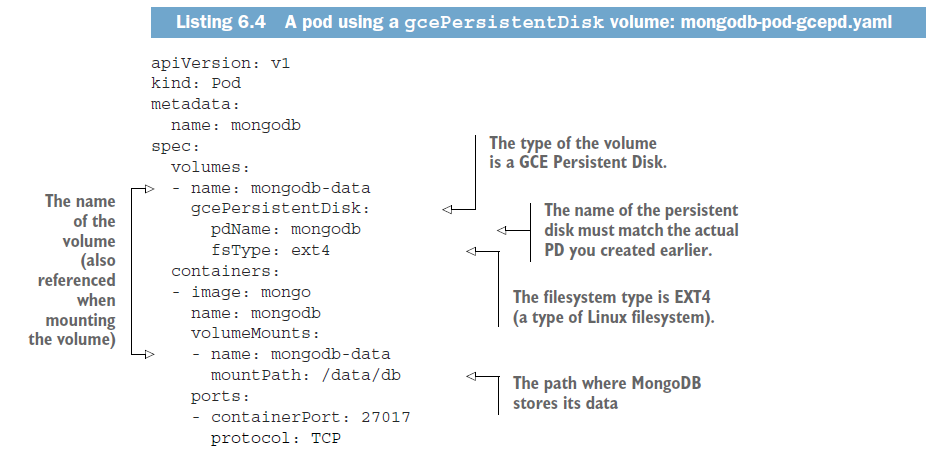 Listing 6.4 A pod using a gcePersistentDisk volume: mongodb-pod-gcepd.yaml
apiVersion: v1
kind: Pod
metadata:
  name: mongodb
spec:
  volumes:
  - name: mongodb-data
    gcePersistentDisk:
      pdName: mongodb
      fsType: ext4
  containers:
  - image: mongo
    name: mongodb
    volumeMounts:
    - name: mongodb-data
      mountPath: /data/db
    ports:
    - containerPort: 27017
      protocol: TCP
The name
of the
volume
(also
referenced
when
mounting
the volume)
The type of the volume
is a GCE Persistent Disk.
The name of the persistent
disk must match the actual
PD you created earlier.
The filesystem type is EXT4
(a type of Linux filesystem).
The path where MongoDB
stores its data